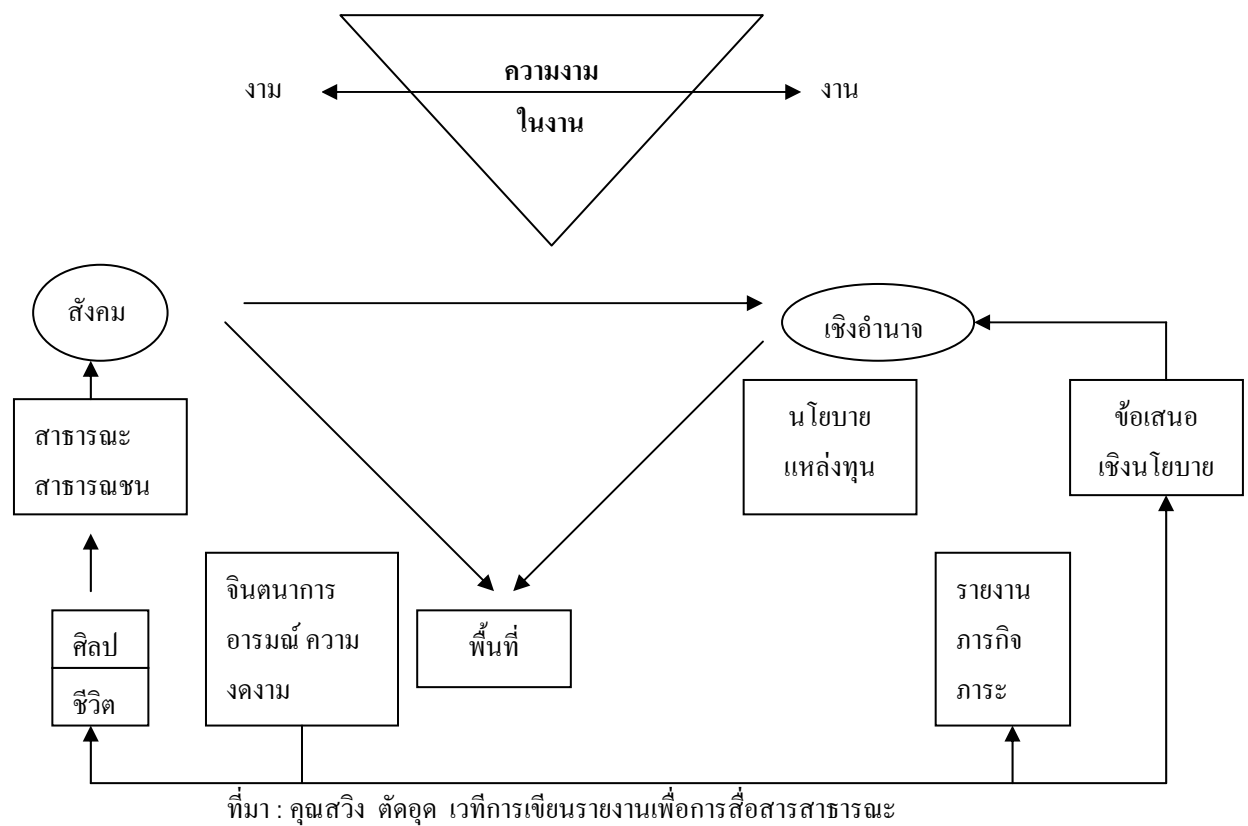 ความงาม
งาม
งาน
ในงาน
สังคม
เชิงอำนาจ
สาธารณะ
สาธารณชน
นโยบาย
แหล่งทุน
ข้อเสนอ
เชิงนโยบาย
จินตนาการ
อารมณ์ ความ
งดงาม
รายงาน
ภารกิจ
ภาระ
ศิลป
ชีวิต
พื้นที่
ที่มา : คุณสวิง ตัดอุด เวทีการเขียนรายงานเพื่อการสื่อสารสาธารณะ